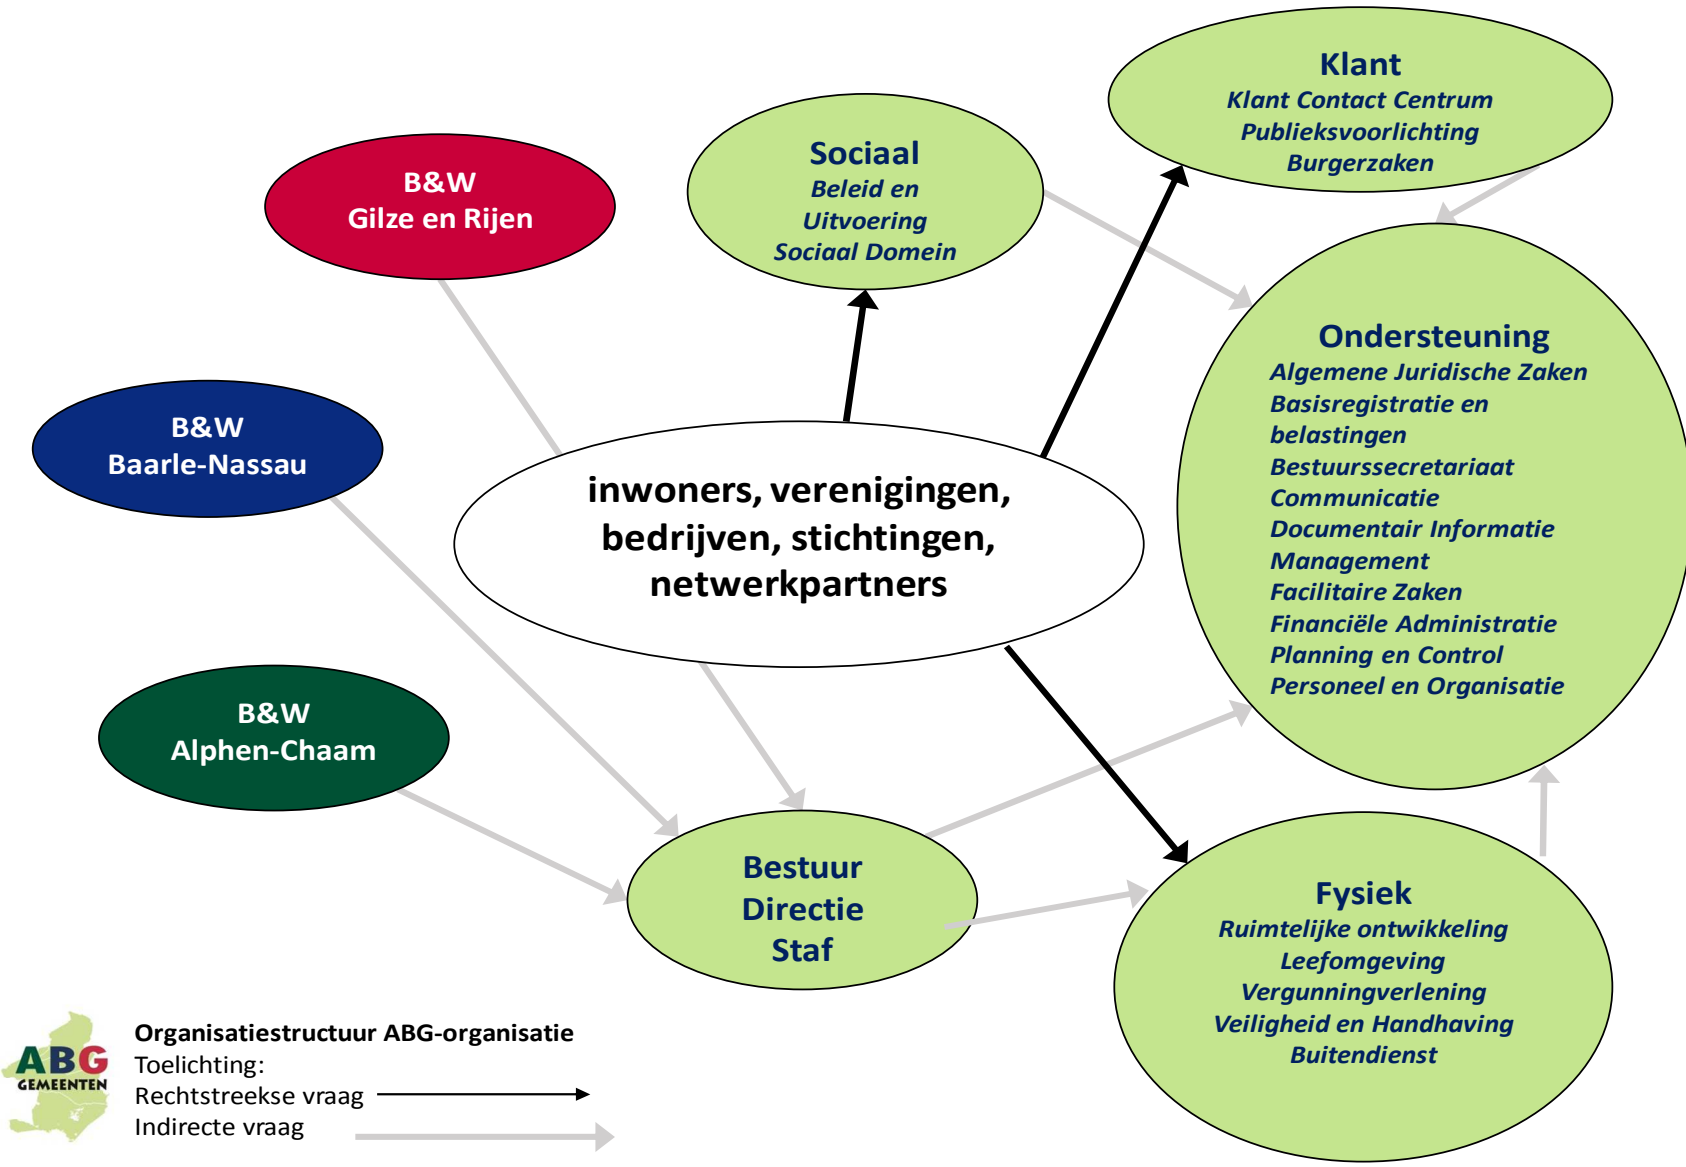 Klant
Klant Contact Centrum
Publieksvoorlichting
Burgerzaken
Sociaal
Beleid en
Uitvoering
Sociaal Domein
B&W
Gilze en Rijen
Ondersteuning
Algemene Juridische Zaken
Basisregistratie en
belastingen
Bestuurssecretariaat
Communicatie
Documentair Informatie
Management
Facilitaire Zaken
Financiële Administratie
Planning en Control
Personeel en Organisatie
B&W
Baarle-Nassau
inwoners, verenigingen,
bedrijven, stichtingen,
netwerkpartners
B&W
Alphen-Chaam
Bestuur
Directie
Staf
Fysiek
Ruimtelijke ontwikkeling
Leefomgeving
Vergunningverlening
Veiligheid en Handhaving
Buitendienst
ABG
GEMEENTEN
Organisatiestructuur ABG-organisatie
Toelichting:
Rechtstreekse vraag
Indirecte vraag